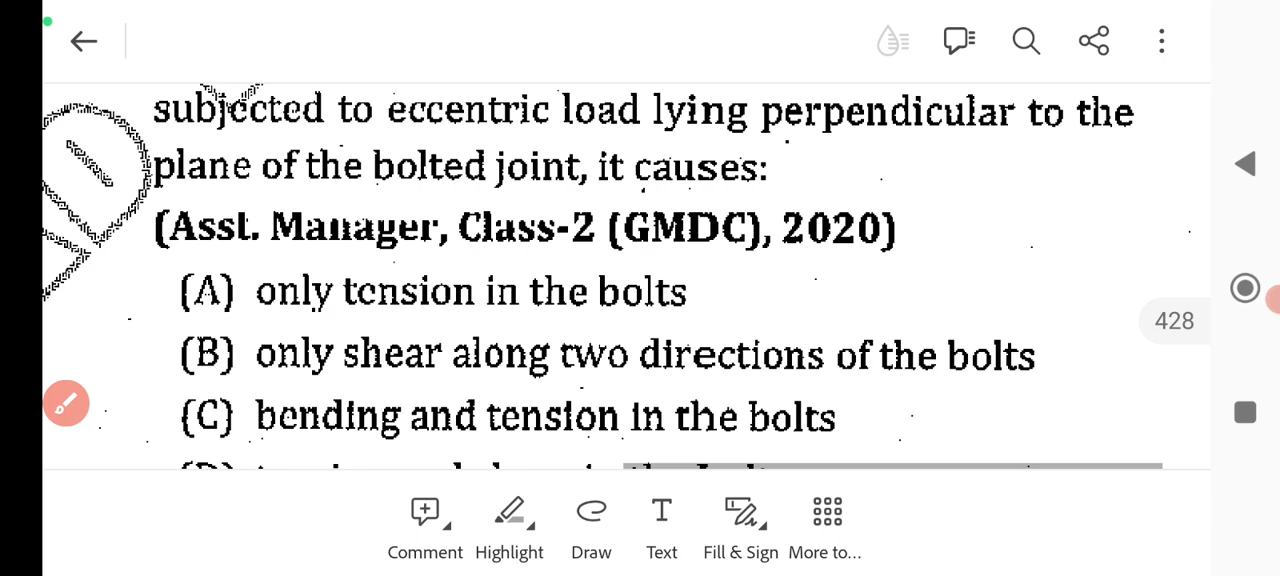 subjected to eccentric load lying perpendicular to the
plane of the bolted joint, it causes:
(Asst. Manager, Class-2 (GMDC), 2020)
(A) only tension in the bolts
(B) only shear along two directions of the bolts
428
(C) bending and tension in the bolts
Comment Highlight Draw Text Fill & Sign More to...